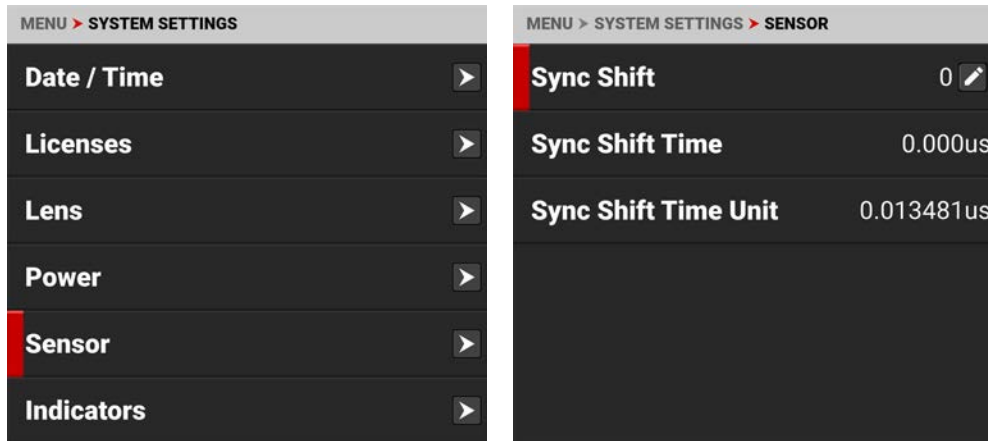 MENU > SYSTEM SETTINGS
Date / Time
Licenses
Lens
Power
Sensor
Indicators
MENU > SYSTEM SETTINGS > SENSOR
Sync Shift 0
Sync Shift Time 0.000us
Sync Shift Time Unit 0.013481us